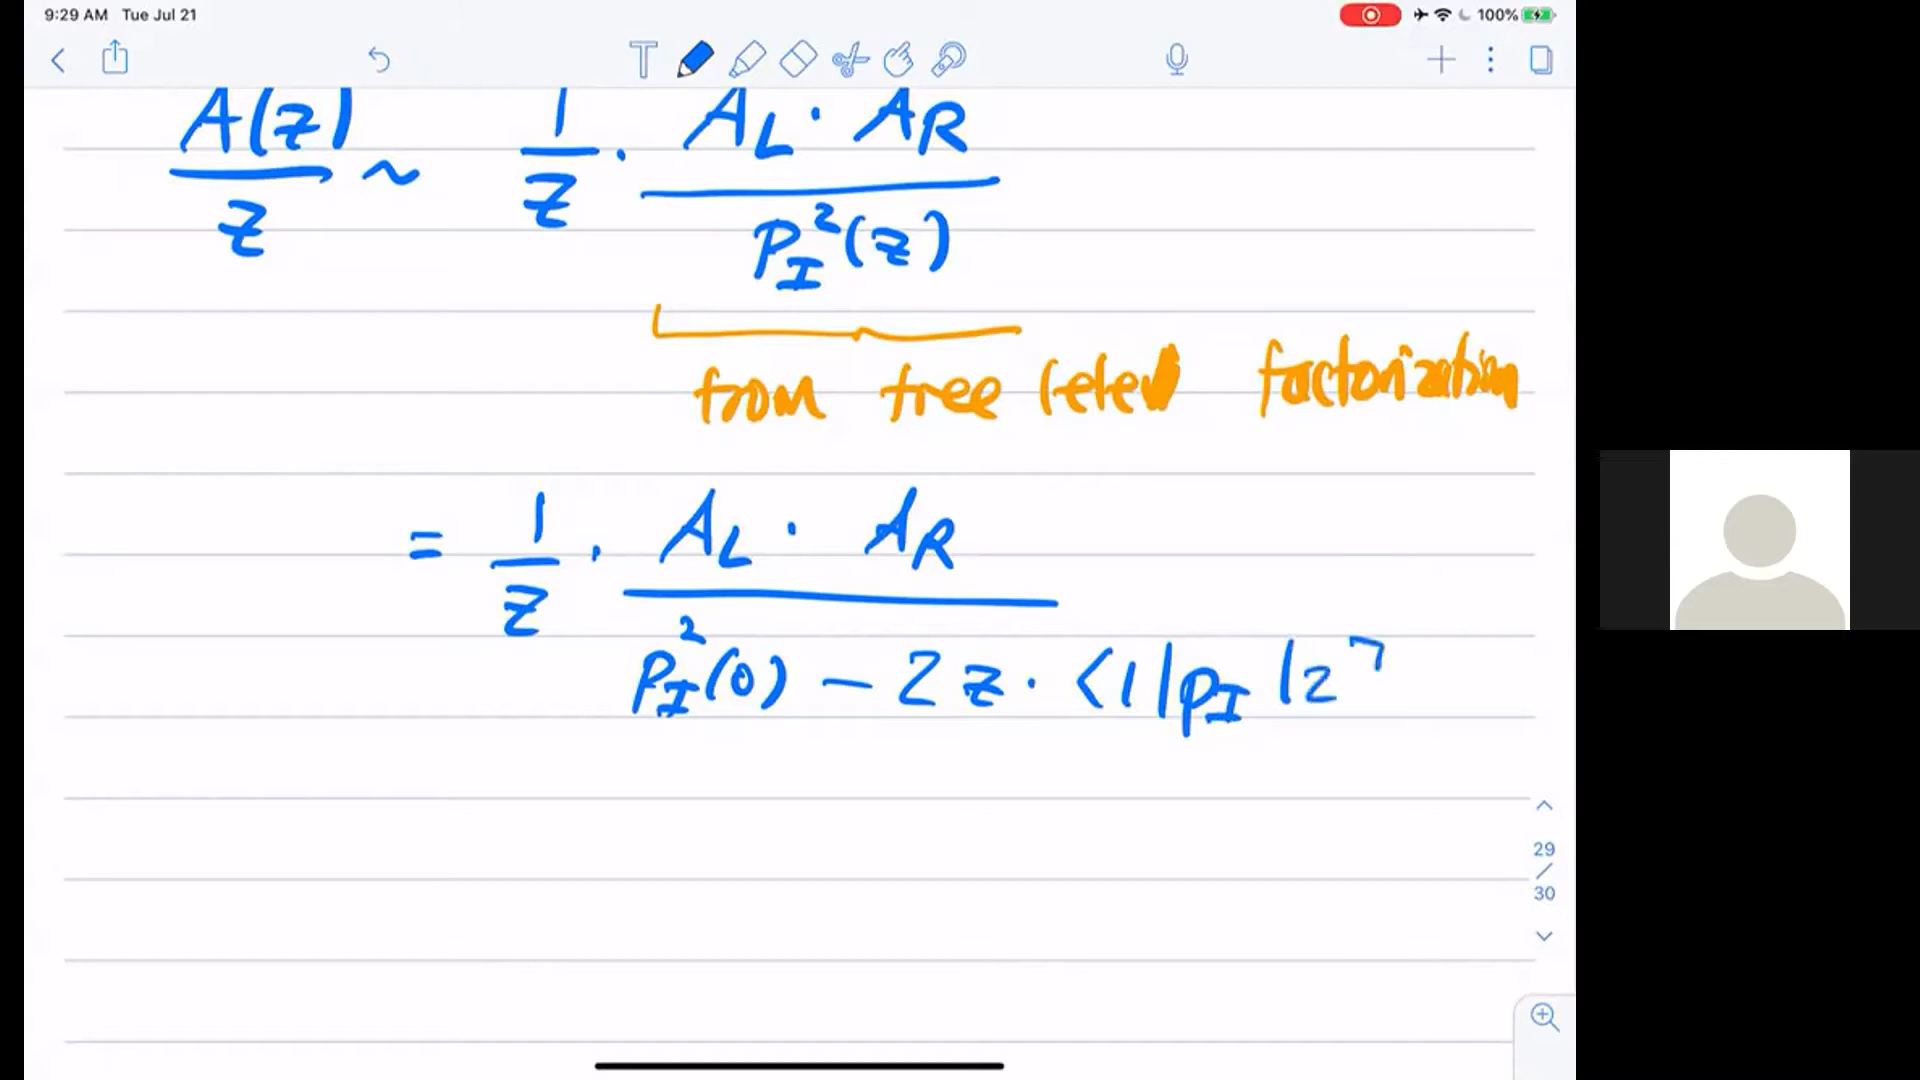 9:29 AM Tue Jul 21 100%
A(z)/z ~ 1/z · A_L · A_R / P_I^2(z)
from tree level factorization
= 1/z · A_L · A_R / P_I^2(0) - 2z · <1|P_I|2]
29
/
30